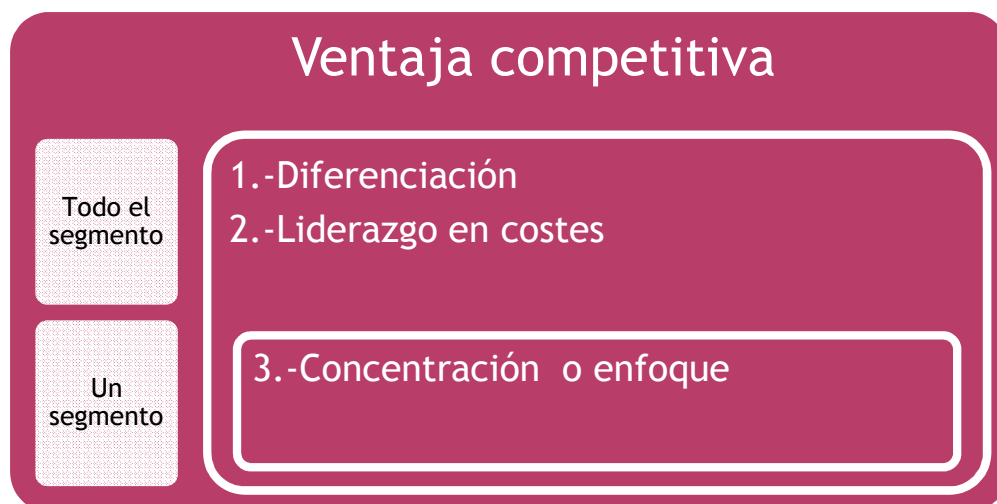 Ventaja competitiva
Todo el
segmento
1.-Diferenciación
2.-Liderazgo en costes
Un
segmento
3.-Concentración  o enfoque